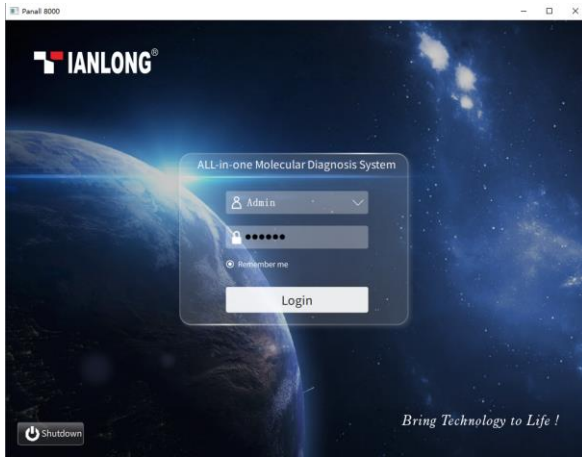 Panall 8000
TIANLONG®
ALL-in-one Molecular Diagnosis System
Admin
●●●●●●
Remember me
Login
Bring Technology to Life !
Shutdown